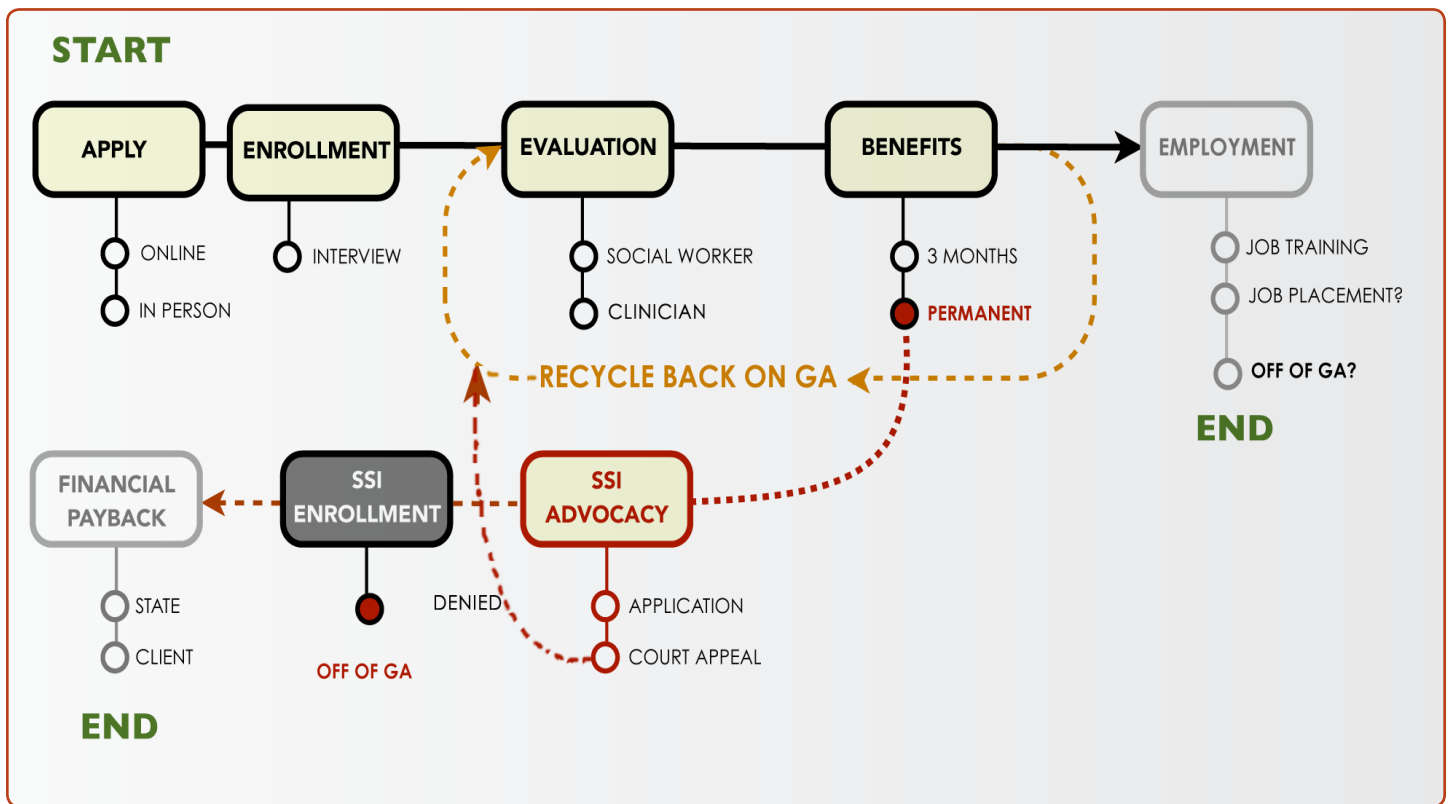 START
APPLY
ENROLLMENT
EVALUATION
BENEFITS
EMPLOYMENT
ONLINE
IN PERSON
INTERVIEW
SOCIAL WORKER
CLINICIAN
3 MONTHS
PERMANENT
JOB TRAINING
JOB PLACEMENT?
OFF OF GA?
END
RECYCLE BACK ON GA
FINANCIAL
PAYBACK
SSI
ENROLLMENT
SSI
ADVOCACY
STATE
CLIENT
DENIED
OFF OF GA
APPLICATION
COURT APPEAL
END